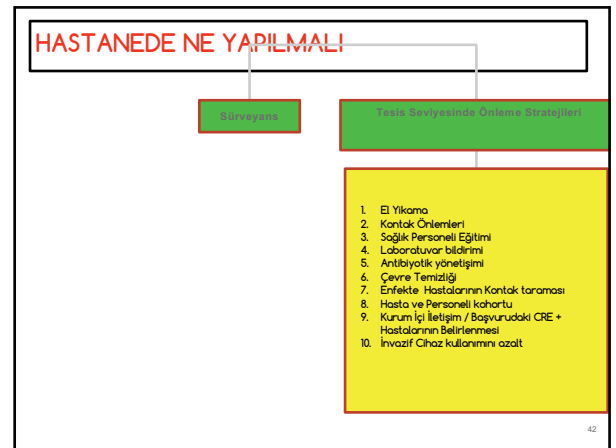 HASTANEDE NE YAPILMALI
Sürveyans
Tesis Seviyesinde Önleme Stratejileri
1. El Yıkama
2. Kontak Önlemleri
3. Sağlık Personeli Eğitimi
4. Laboratuvar bildirimi
5. Antibiyotik yönetişimi
6. Çevre Temizliği
7. Enfekte Hastalarının Kontak taraması
8. Hasta ve Personeli kohortu
9. Kurum İçi İletişim / Başvurudaki CRE +
Hastalarının Belirlenmesi
10. İnvazif Cihaz kullanımını azalt
42